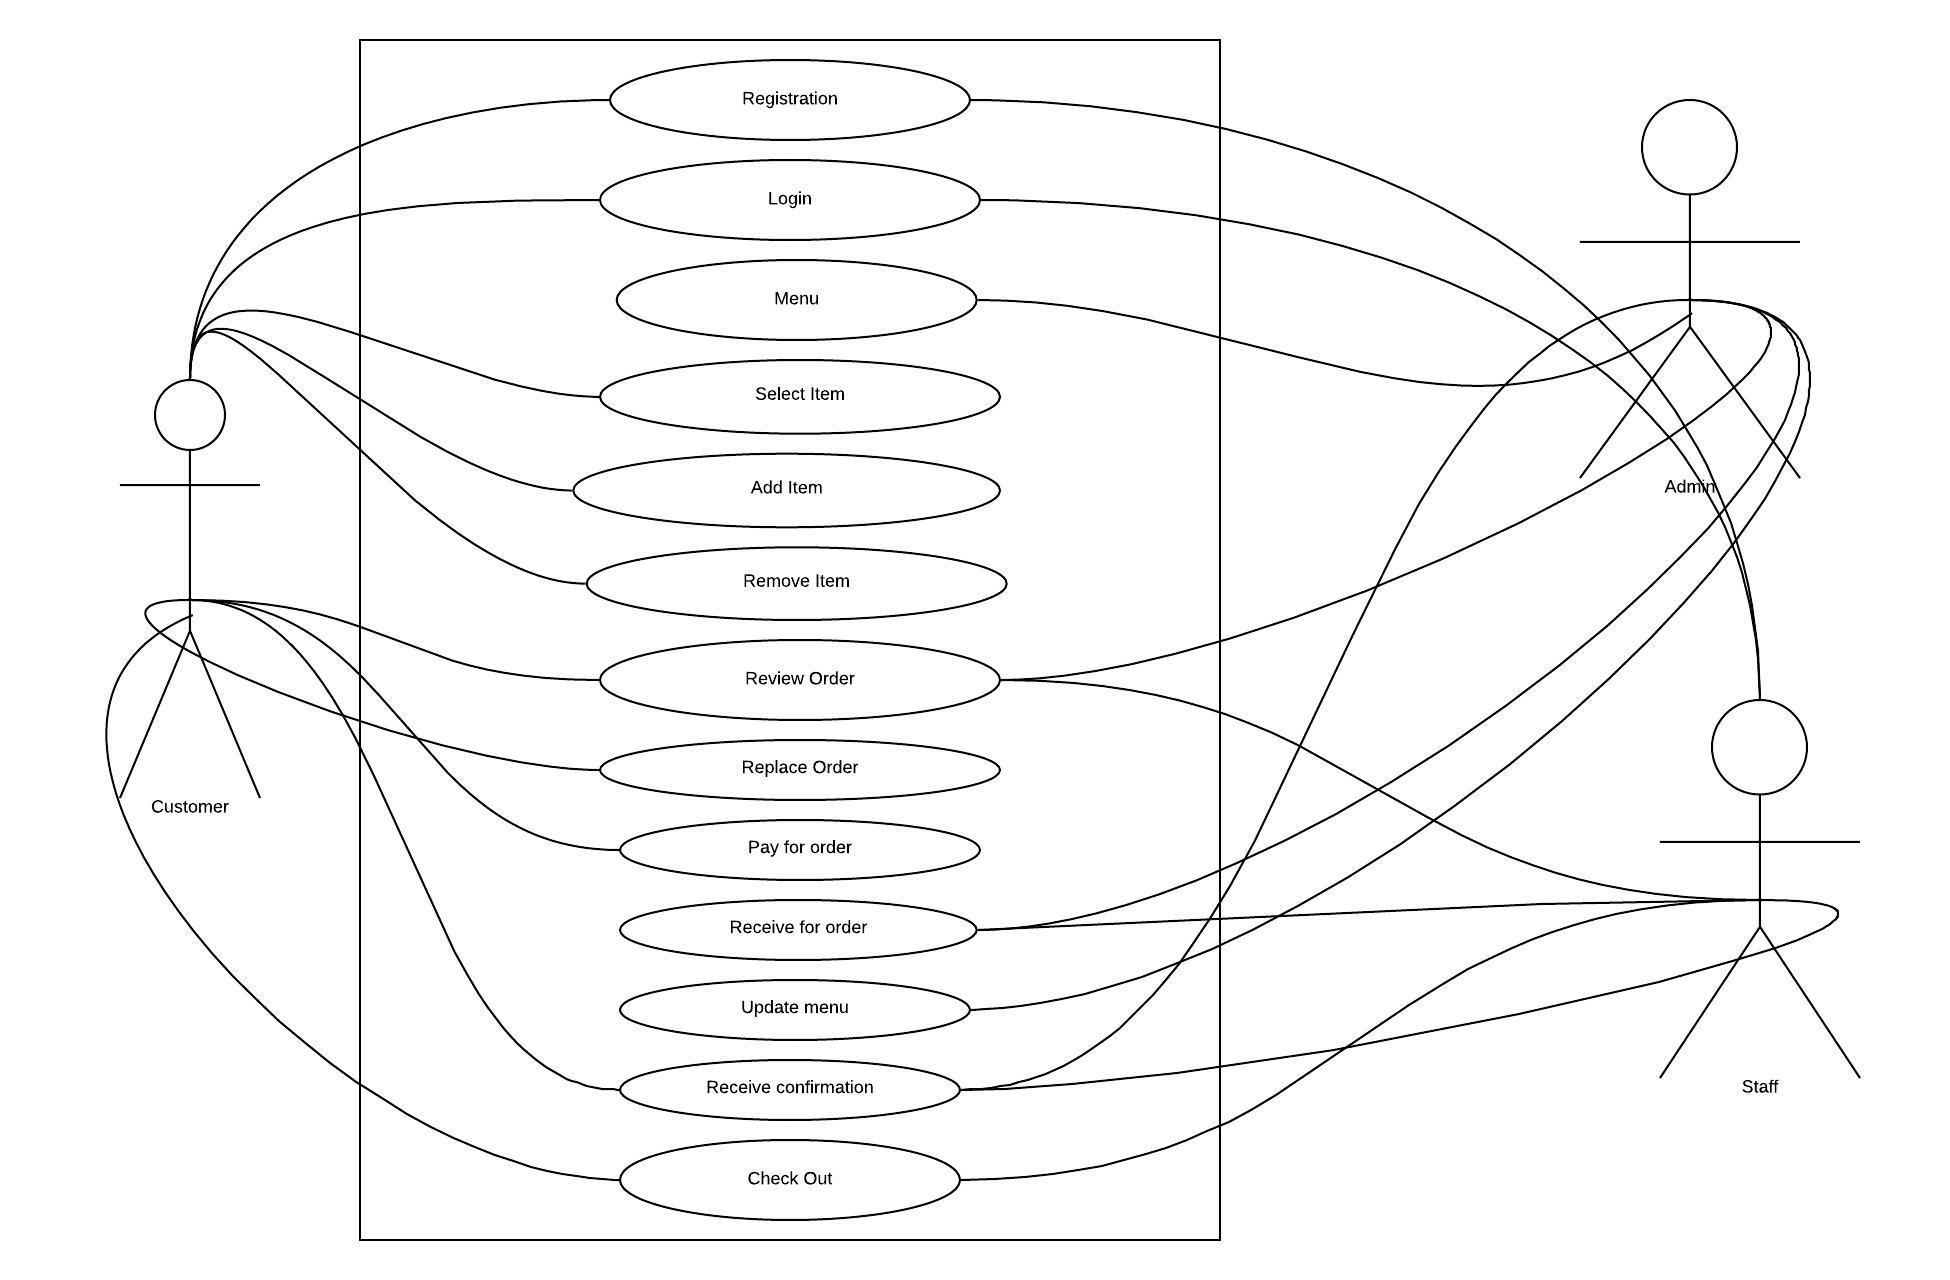 Registration
Login
Menu
Select Item
Add Item
Admin
Remove Item
Review Order
Replace Order
Customer
Pay for order
Receive for order
Update menu
Receive confirmation
Staff
Check Out